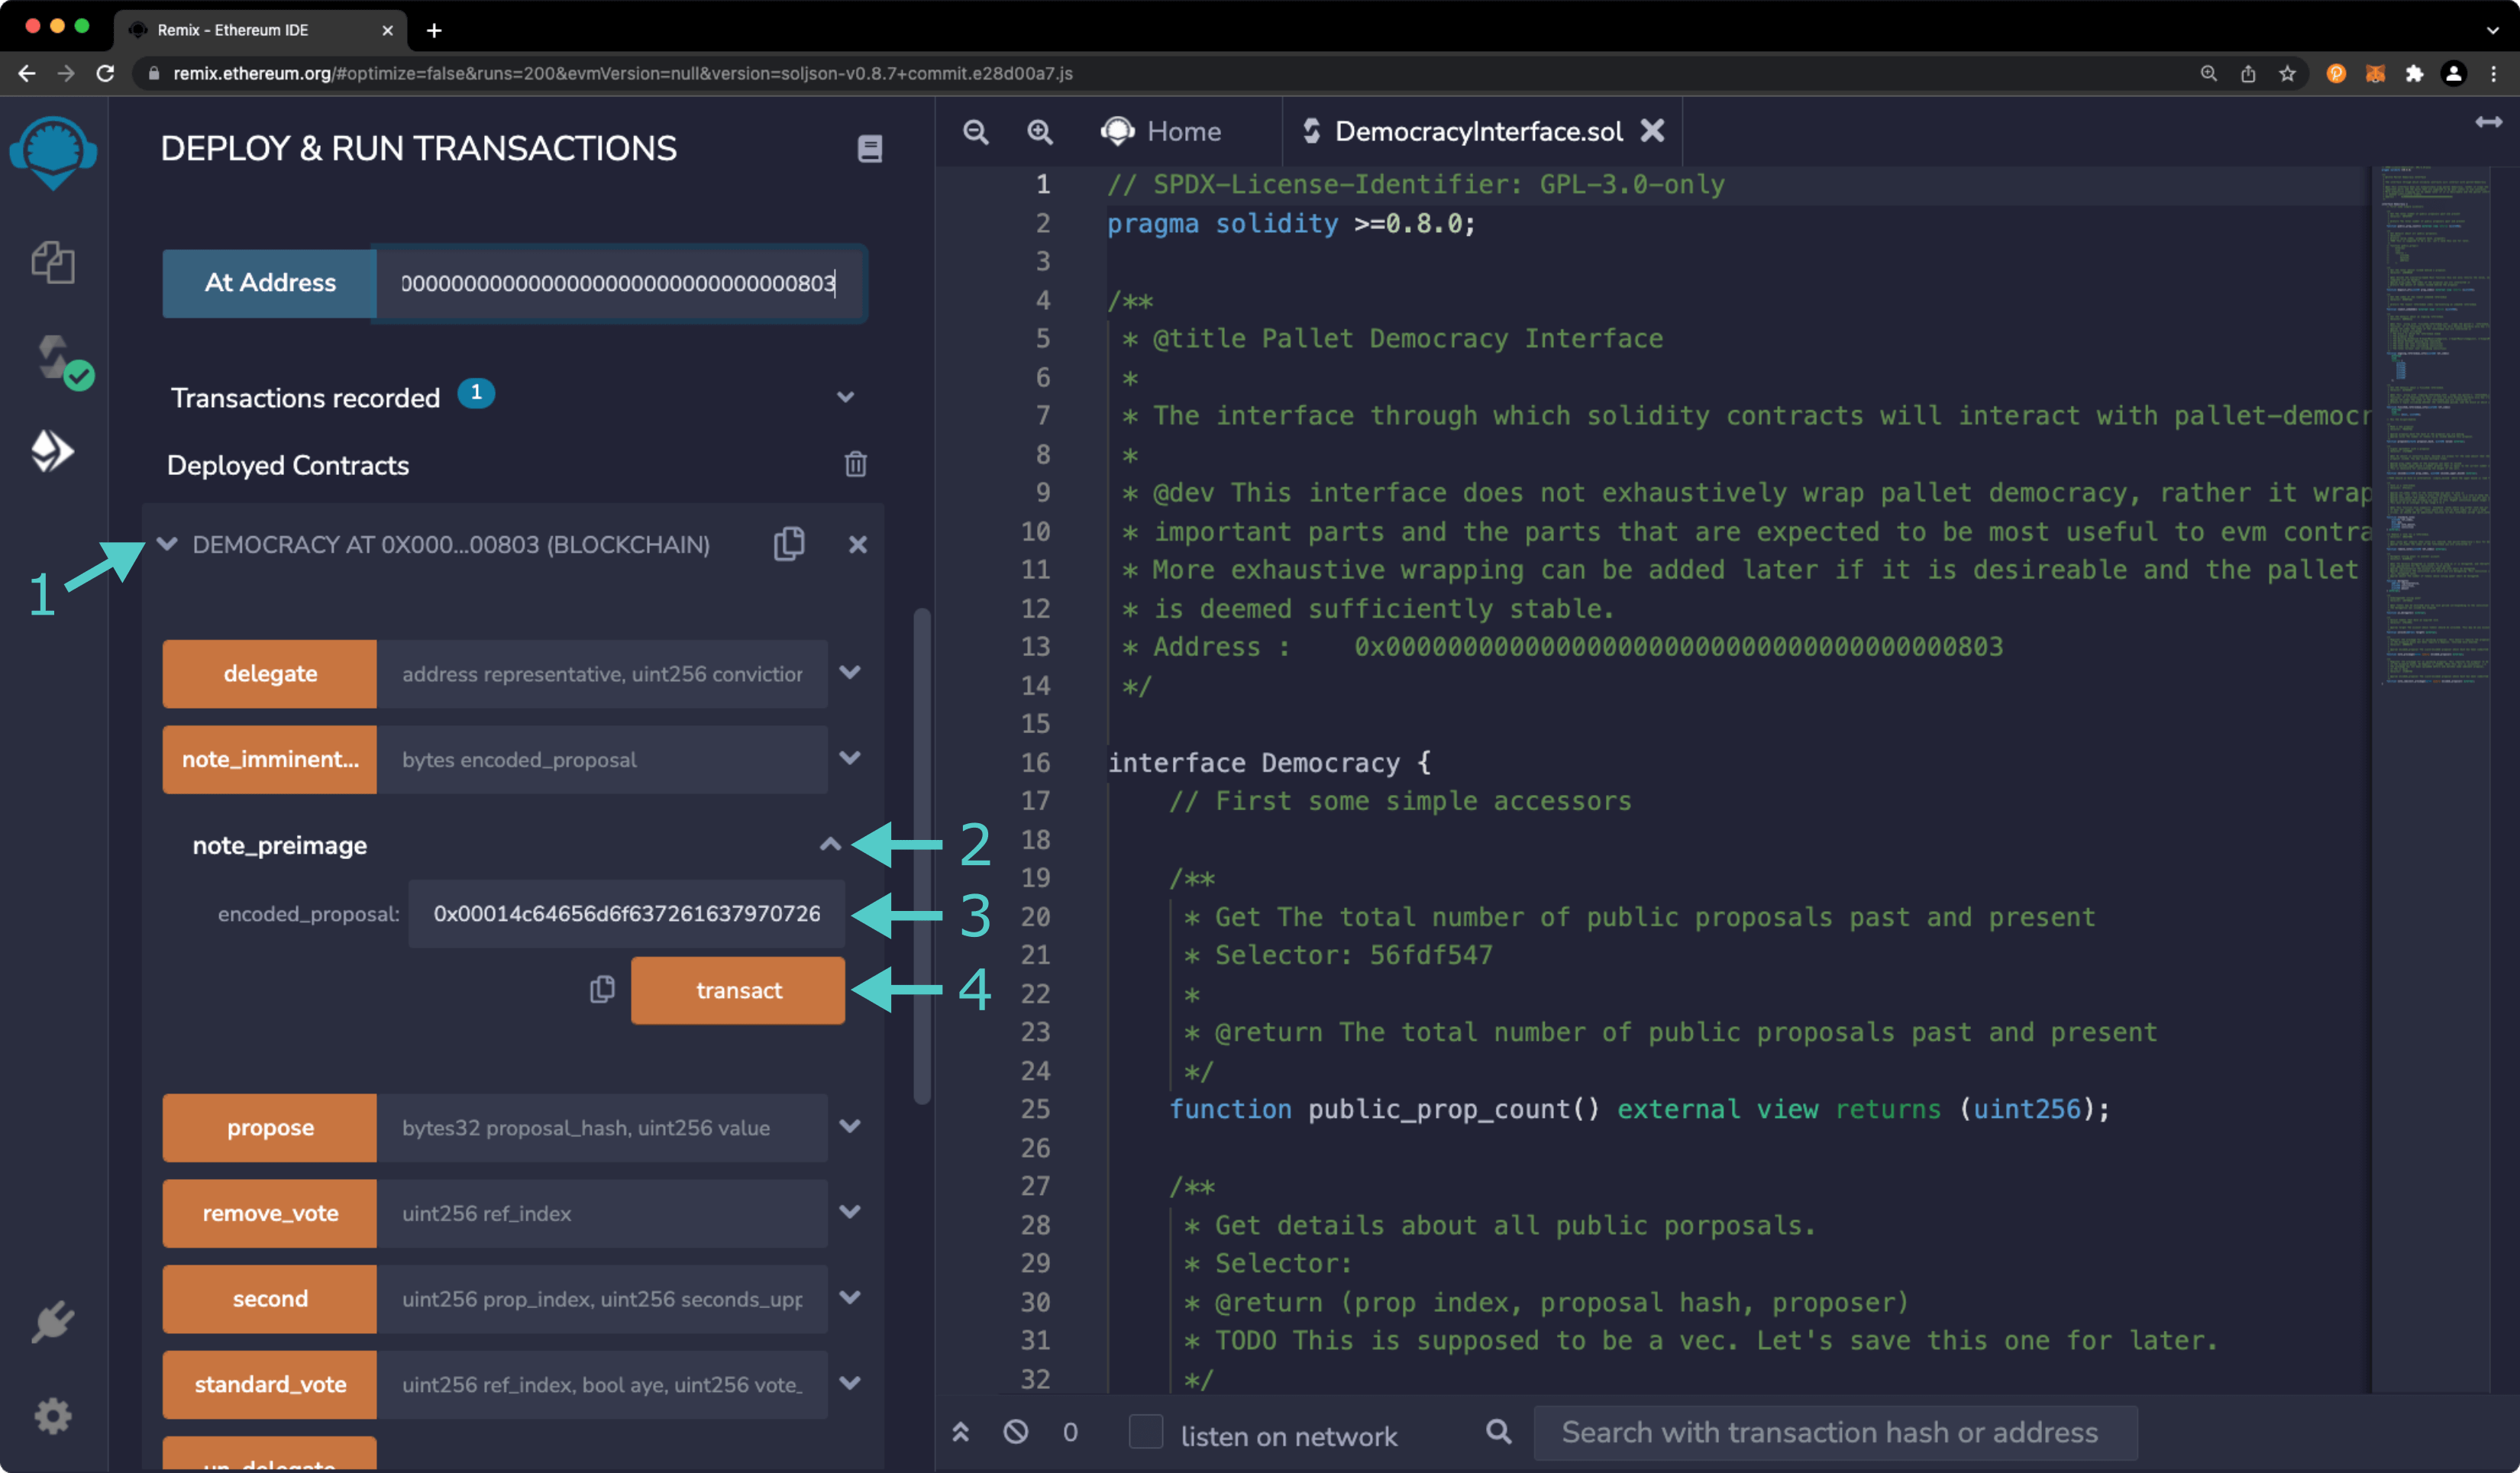 Remix - Ethereum IDE
remix.ethereum.org/#optimize=false&runs=200&evmVersion=null&version=soljson-v0.8.7+commit.e28d00a7.js
DEPLOY & RUN TRANSACTIONS
At Address
Transactions recorded 1
Deployed Contracts
DEMOCRACY AT 0X000...00803 (BLOCKCHAIN)
1
delegate address representative, uint256 conviction
note_imminent... bytes encoded_proposal
note_preimage
2
encoded_proposal: 0x00014c64656d6f637261637970726
3
transact
4
propose bytes32 proposal_hash, uint256 value
remove_vote uint256 ref_index
second uint256 prop_index, uint256 seconds_upp
standard_vote uint256 ref_index, bool aye, uint256 vote_
un_delegate
Home
DemocracyInterface.sol
1 // SPDX-License-Identifier: GPL-3.0-only
2 pragma solidity >=0.8.0;
3
4 /**
5 * @title Pallet Democracy Interface
6 *
7 * The interface through which solidity contracts will interact with pallet-democr
8 *
9 * @dev This interface does not exhaustively wrap pallet democracy, rather it wrap
10 * important parts and the parts that are expected to be most useful to evm contra
11 * More exhaustive wrapping can be added later if it is desireable and the pallet
12 * is deemed sufficiently stable.
13 * Address : 0x0000000000000000000000000000000000000803
14 */
15
16 interface Democracy {
17 // First some simple accessors
18
19 /**
20 * Get The total number of public proposals past and present
21 * Selector: 56fdf547
22 *
23 * @return The total number of public proposals past and present
24 */
25 function public_prop_count() external view returns (uint256);
26
27 /**
28 * Get details about all public porposals.
29 * Selector:
30 * @return (prop index, proposal hash, proposer)
31 * TODO This is supposed to be a vec. Let's save this one for later.
32 */
0
listen on network
Search with transaction hash or address